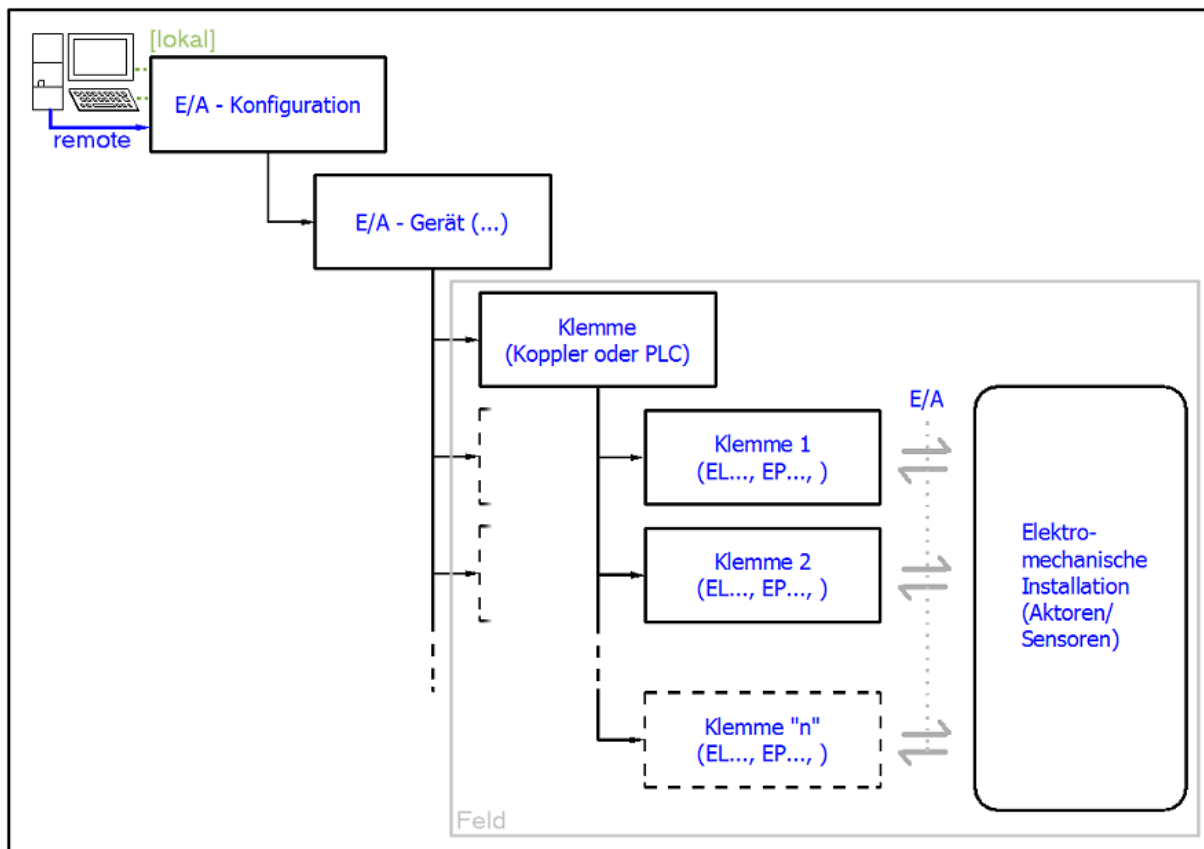 [lokal]
E/A - Konfiguration
remote
E/A - Gerät (...)
Klemme
(Koppler oder PLC)
E/A
Klemme 1
(EL..., EP..., )
Klemme 2
(EL..., EP..., )
Elektro-
mechanische
Installation
(Aktoren/
Sensoren)
Klemme "n"
(EL..., EP..., )
Feld